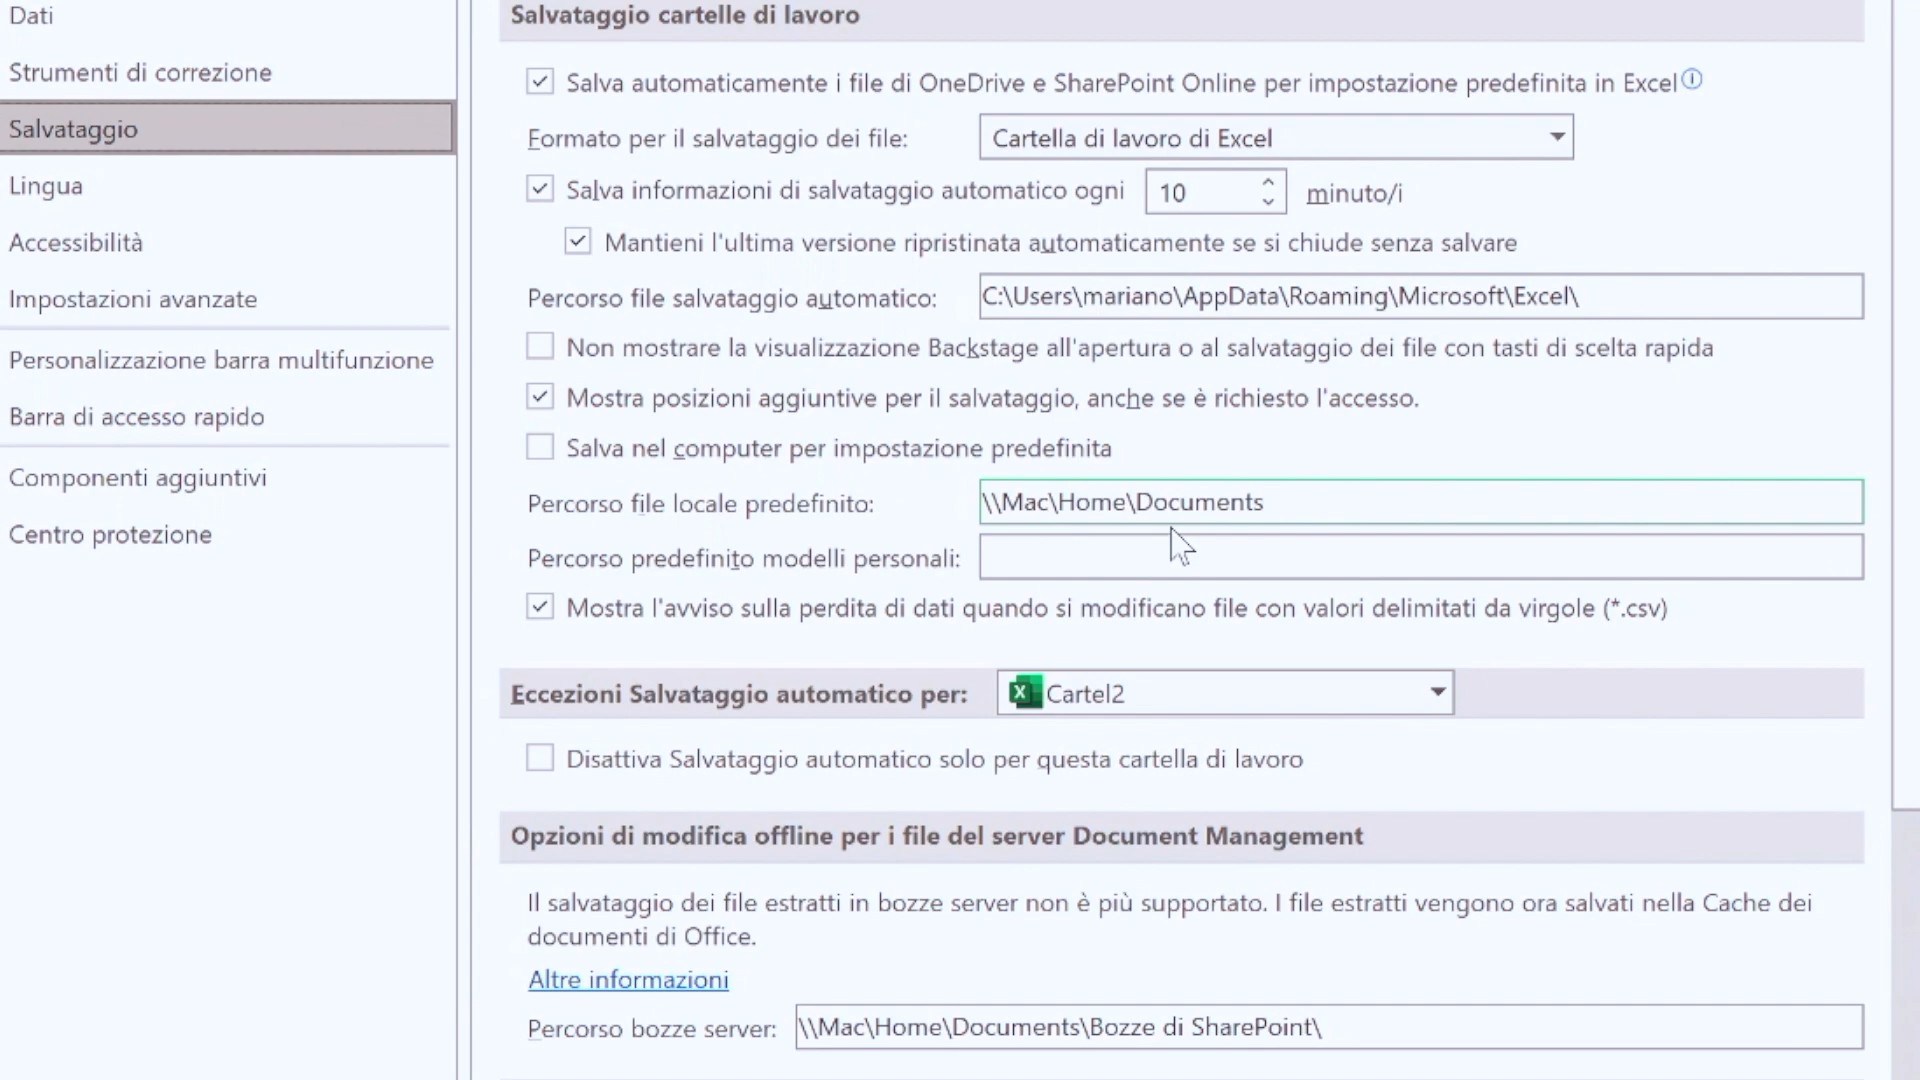 Dati
Strumenti di correzione
Salvataggio
Lingua
Accessibilità
Impostazioni avanzate
Personalizzazione barra multifunzione
Barra di accesso rapido
Componenti aggiuntivi
Centro protezione
Salvataggio cartelle di lavoro
Salva automaticamente i file di OneDrive e SharePoint Online per impostazione predefinita in Excel
Formato per il salvataggio dei file: Cartella di lavoro di Excel
Salva informazioni di salvataggio automatico ogni 10 minuto/i
Mantieni l'ultima versione ripristinata automaticamente se si chiude senza salvare
Percorso file salvataggio automatico: C:\Users\mariano\AppData\Roaming\Microsoft\Excel\
Non mostrare la visualizzazione Backstage all'apertura o al salvataggio dei file con tasti di scelta rapida
Mostra posizioni aggiuntive per il salvataggio, anche se è richiesto l'accesso.
Salva nel computer per impostazione predefinita
Percorso file locale predefinito: \\Mac\Home\Documents
Percorso predefinito modelli personali:
Mostra l'avviso sulla perdita di dati quando si modificano file con valori delimitati da virgole (*.csv)
Eccezioni Salvataggio automatico per: Cartel2
Disattiva Salvataggio automatico solo per questa cartella di lavoro
Opzioni di modifica offline per i file del server Document Management
Il salvataggio dei file estratti in bozze server non è più supportato. I file estratti vengono ora salvati nella Cache dei
documenti di Office.
Altre informazioni
Percorso bozze server: \\Mac\Home\Documents\Bozze di SharePoint\